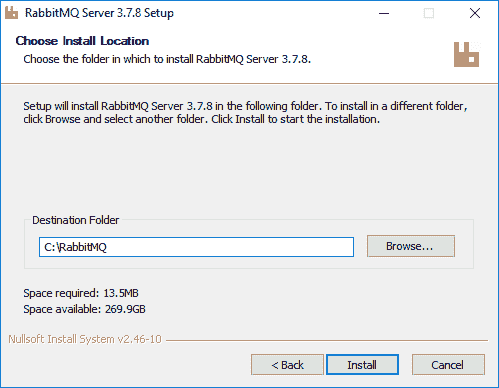 RabbitMQ Server 3.7.8 Setup
Choose Install Location
Choose the folder in which to install RabbitMQ Server 3.7.8.
Setup will install RabbitMQ Server 3.7.8 in the following folder. To install in a different folder,
click Browse and select another folder. Click Install to start the installation.
Destination Folder
C:\RabbitMQ
Browse...
Space required: 13.5MB
Space available: 269.9GB
Nullsoft Install System v2.46-10
< Back
Install
Cancel